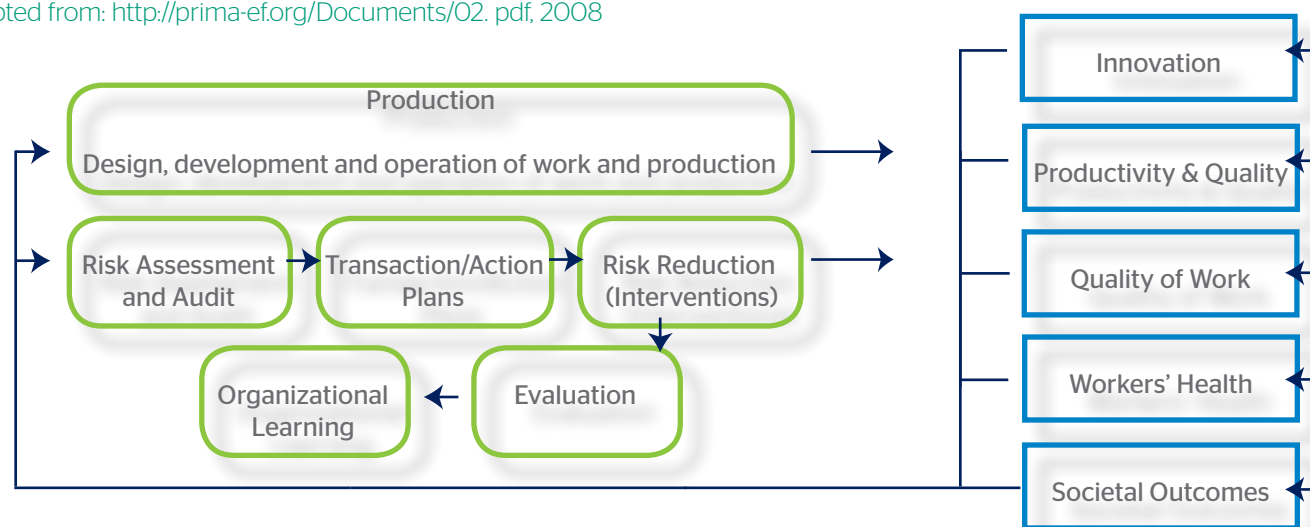 pted from: http://prima-ef.org/Documents/02. pdf, 2008
Production
Design, development and operation of work and production
Risk Assessment
and Audit
Transaction/Action
Plans
Risk Reduction
(Interventions)
Organizational
Learning
Evaluation
Innovation
Productivity & Quality
Quality of Work
Workers’ Health
Societal Outcomes